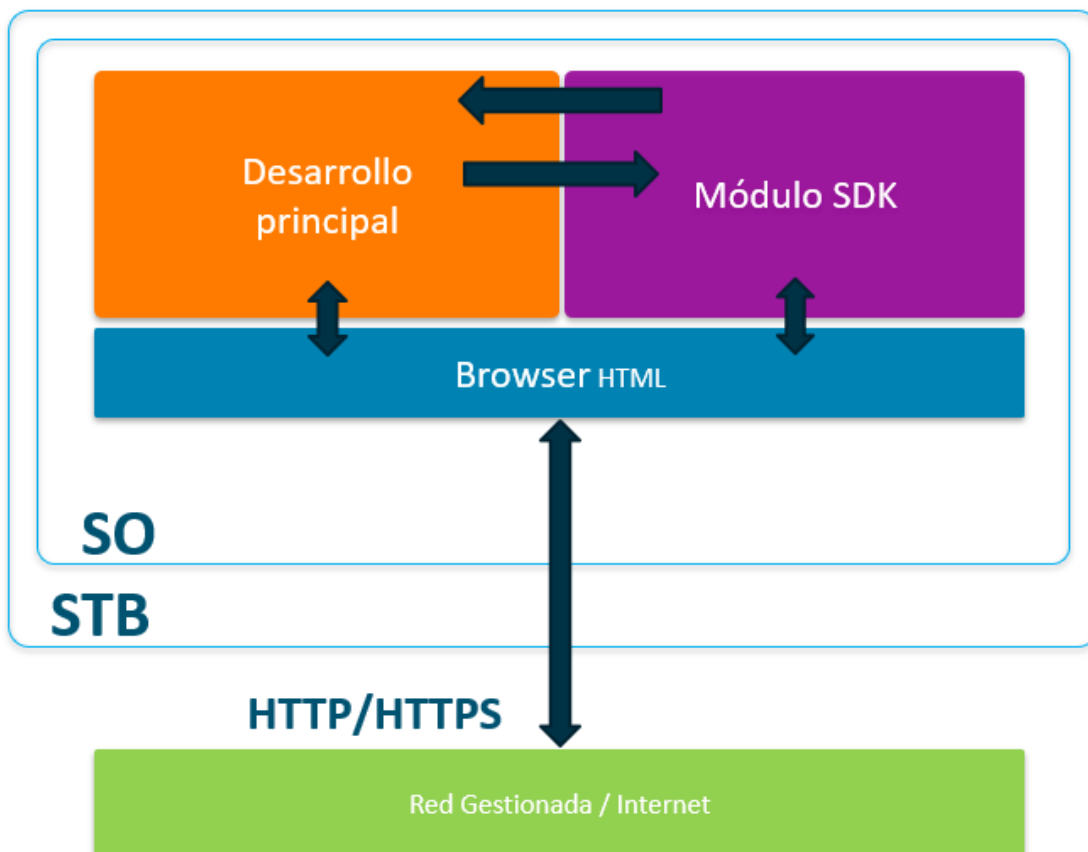 Desarrollo
principal
Módulo SDK
Browser HTML
SO
STB
HTTP/HTTPS
Red Gestionada / Internet